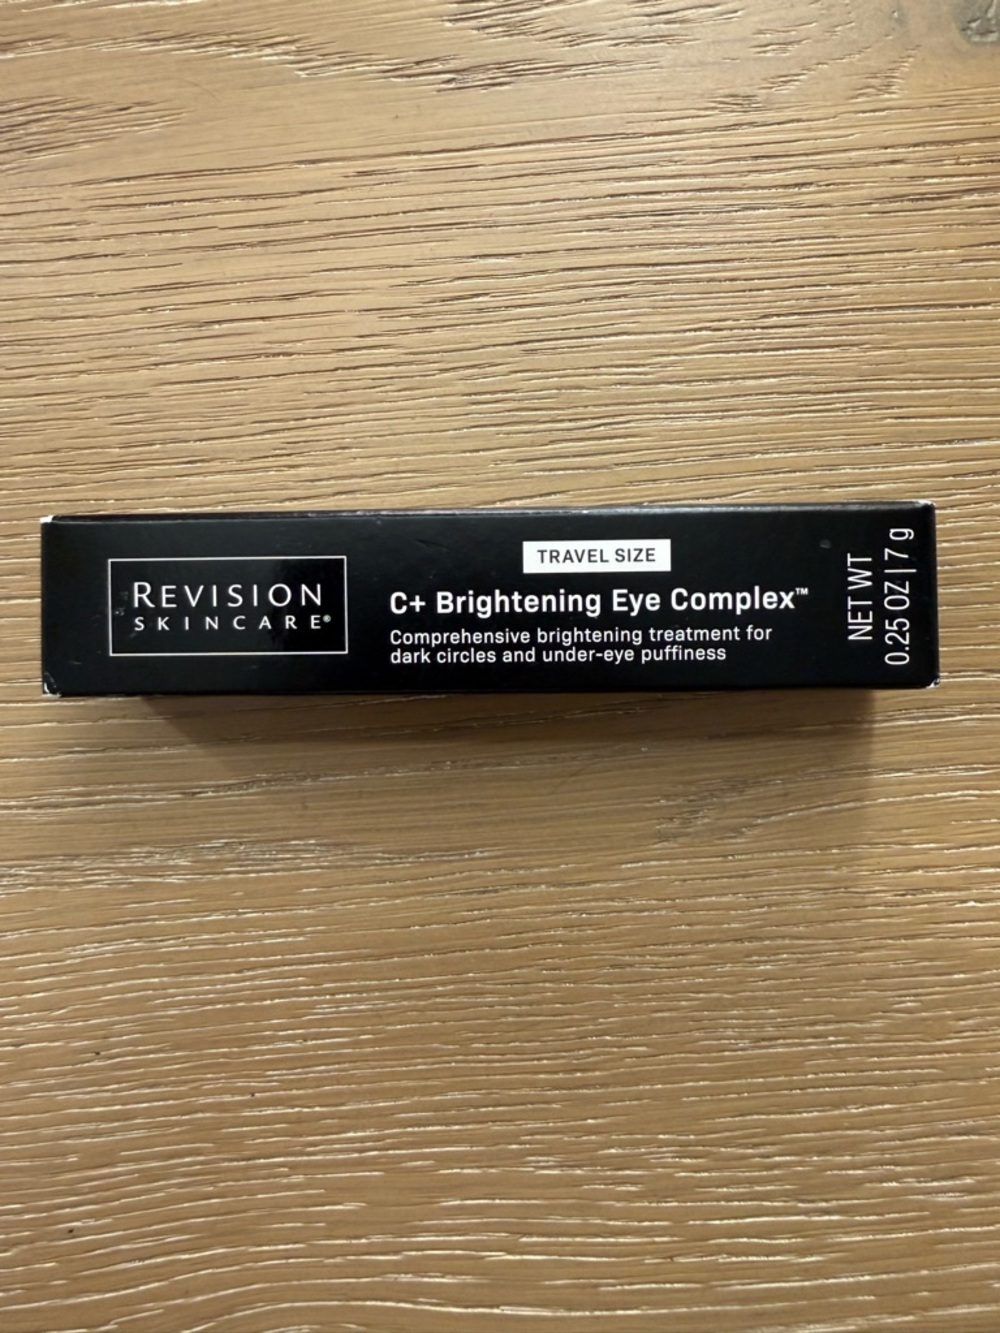 REVISION
SKINCARE®
TRAVEL SIZE
C+ Brightening Eye Complex™
Comprehensive brightening treatment for
dark circles and under-eye puffiness
NET WT
0.25 OZ | 7 g